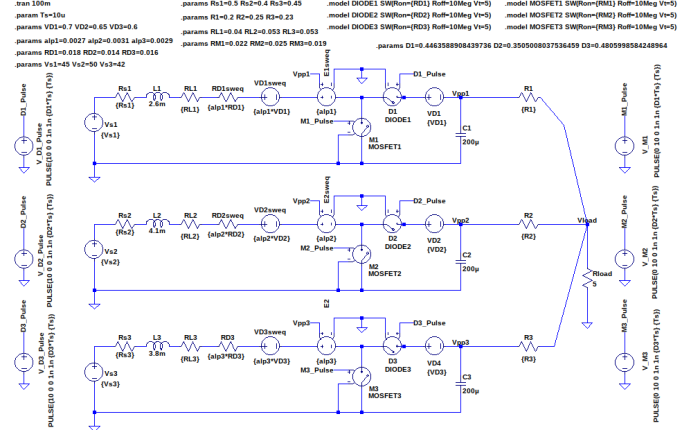 .tran 100m
.params Ts=10u
.params VD1=0.7 VD2=0.65 VD3=0.6
.params alp1=0.0027 alp2=0.0031 alp3=0.0029
.params RD1=0.018 RD2=0.014 RD3=0.016
.params Vs1=45 Vs2=50 Vs3=42
.params Rs1=0.5 Rs2=0.4 Rs3=0.45
.params R1=0.2 R2=0.25 R3=0.23
.params RL1=0.04 RL2=0.053 RL3=0.053
.params RM1=0.022 RM2=0.025 RM3=0.019
.model DIODE1 SW(Ron={RD1} Roff=10Meg Vt=5)
.model DIODE2 SW(Ron={RD2} Roff=10Meg Vt=5)
.model DIODE3 SW(Ron={RD3} Roff=10Meg Vt=5)
.model MOSFET1 SW(Ron={RM1} Roff=10Meg Vt=5)
.model MOSFET2 SW(Ron={RM2} Roff=10Meg Vt=5)
.model MOSFET3 SW(Ron={RM3} Roff=10Meg Vt=5)
.params D1=0.4463588908439736 D2=0.3505008037536459 D3=0.4805998584248964
D1_Pulse
V_D1_Pulse
PULSE(10 0 0 1n 1n {D1*Ts} {Ts})
Vs1
{Vs1}
Rs1
{Rs1}
L1
2.6m
RL1
{RL1}
RD1sweq
{alp1*RD1}
VD1sweq
{alp1*VD1}
Vpp1
E1sweq
{alp1}
M1_Pulse
M1
MOSFET1
D1_Pulse
D1
DIODE1
VD1
{VD1}
Vpp1
C1
200µ
R1
{R1}
M1_Pulse
V_M1
PULSE(0 10 0 1n 1n {D1*Ts} {Ts})
D2_Pulse
V_D2_Pulse
PULSE(10 0 0 1n 1n {D2*Ts} {Ts})
Vs2
{Vs2}
Rs2
{Rs2}
L2
4.1m
RL2
{RL2}
RD2sweq
{alp2*RD2}
VD2sweq
{alp2*VD2}
Vpp2
E2sweq
{alp2}
M2_Pulse
M2
MOSFET2
D2_Pulse
D2
DIODE2
VD2
{VD2}
Vpp2
C2
200µ
R2
{R2}
Vload
Rload
5
M2_Pulse
V_M2
PULSE(0 10 0 1n 1n {D2*Ts} {Ts})
D3_Pulse
V_D3_Pulse
PULSE(10 0 0 1n 1n {D3*Ts} {Ts})
Vs3
{Vs3}
Rs3
{Rs3}
L3
3.8m
RL3
{RL3}
RD3
{alp3*RD3}
VD3sweq
{alp3*VD3}
Vpp3
E2
{alp3}
M3_Pulse
M3
MOSFET3
D3_Pulse
D3
DIODE3
VD4
{VD3}
Vpp3
C3
200µ
R3
{R3}
M3_Pulse
V_M3
PULSE(0 10 0 1n 1n {D3*Ts} {Ts})